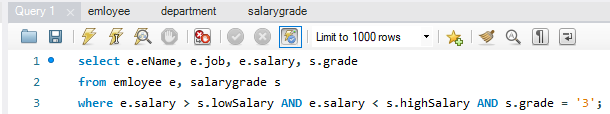 Query 1 emloyee department salarygrade
Limit to 1000 rows
1 select e.eName, e.job, e.salary, s.grade
2 from emloyee e, salarygrade s
3 where e.salary > s.lowSalary AND e.salary < s.highSalary AND s.grade = '3';